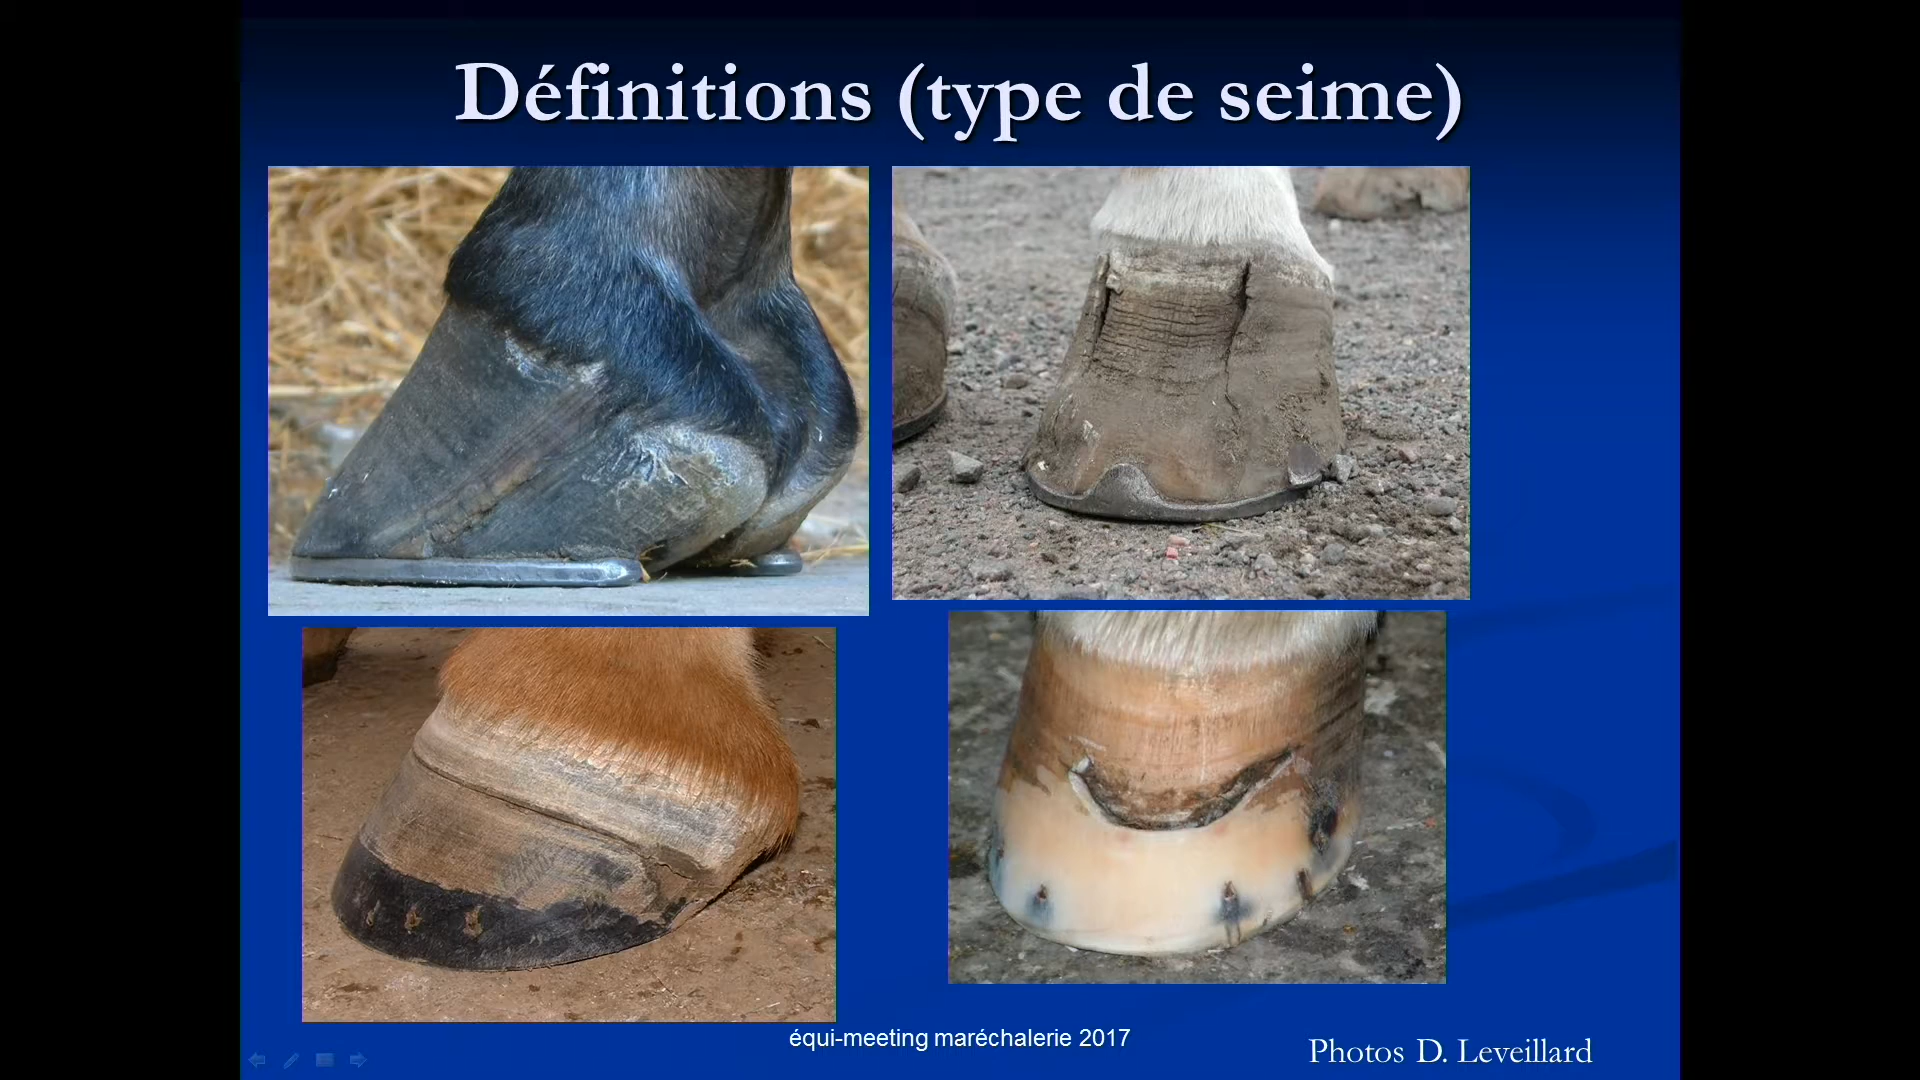 Définitions (type de seime)
équi-meeting maréchalerie 2017
Photos D. Leveillard